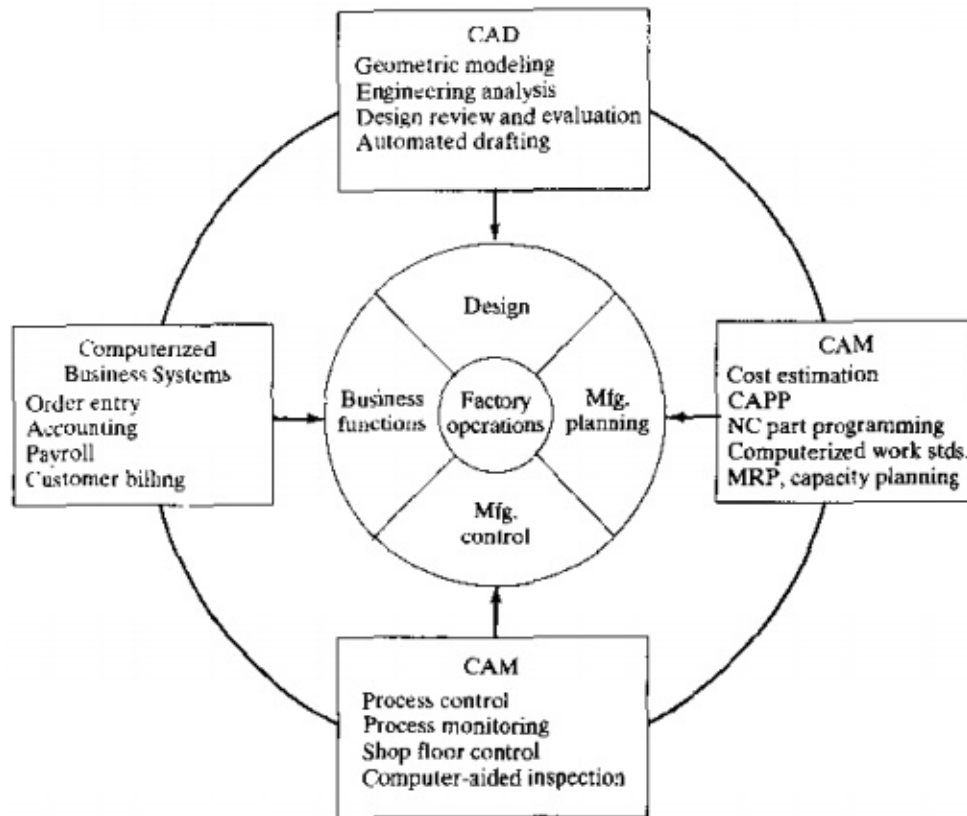 CAD
Geometric modeling
Engineering analysis
Design review and evaluation
Automated drafting
Design
Computerized
Business Systems
Order entry
Accounting
Payroll
Customer billing
Business
functions
Factory
operations
Mfg.
planning
CAM
Cost estimation
CAPP
NC part programming
Computerized work stds.
MRP, capacity planning
Mfg.
control
CAM
Process control
Process monitoring
Shop floor control
Computer-aided inspection